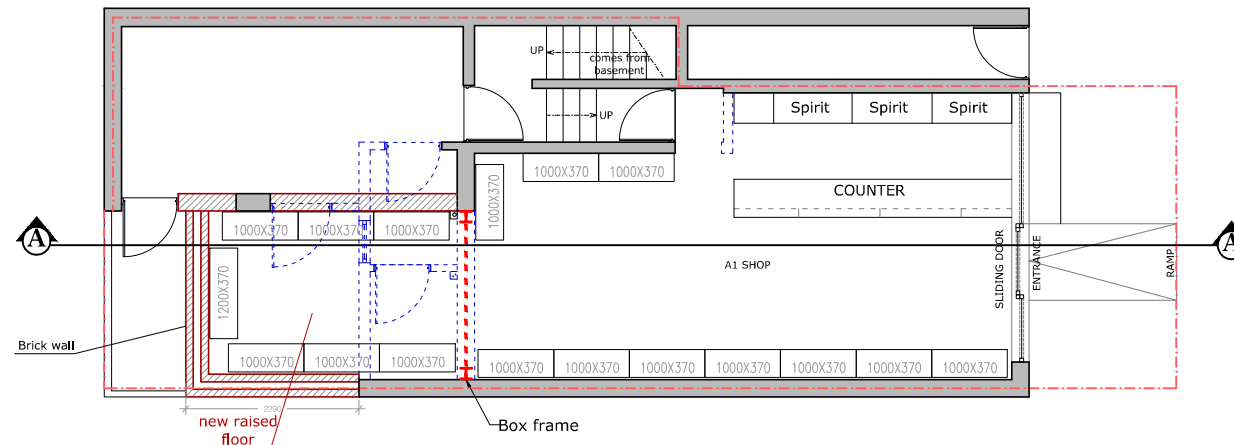 UP
comes from
basement
UP
Spirit
Spirit
Spirit
1000X370
1000X370
1000X370
COUNTER
1000X370
1000X370
1000X370
A
A1 SHOP
SLIDING DOOR
ENTRANCE
RAMP
A
1200X370
Brick wall
1000X370
1000X370
1000X370
1000X370
1000X370
1000X370
1000X370
1000X370
1000X370
1000X370
2290
new raised
floor
Box frame